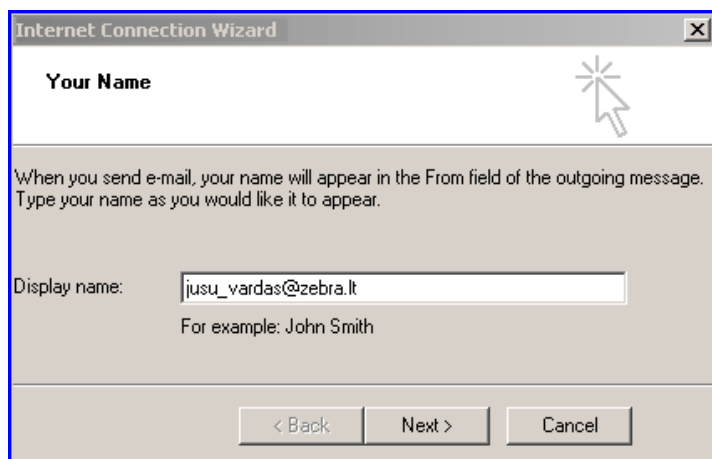 Internet Connection Wizard
Your Name
When you send e-mail, your name will appear in the From field of the outgoing message.
Type your name as you would like it to appear.
Display name: jusu_vardas@zebra.lt
For example: John Smith
< Back Next > Cancel